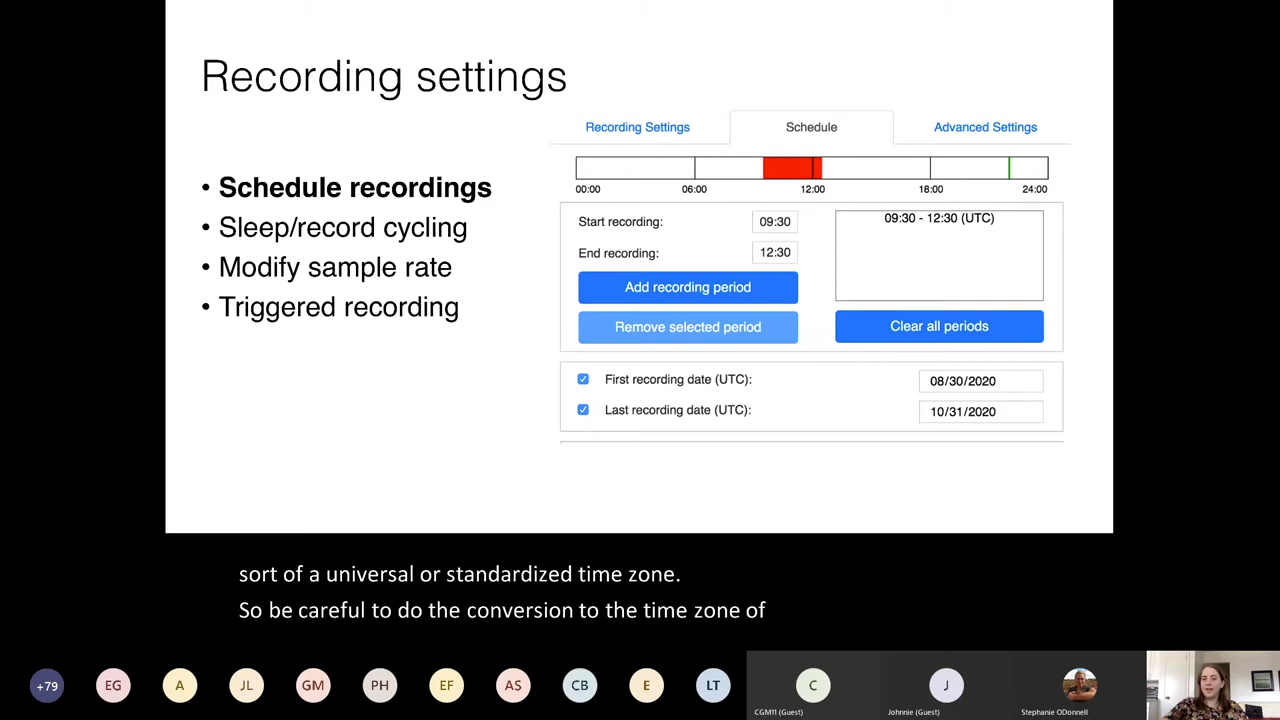 Recording settings
• Schedule recordings
• Sleep/record cycling
• Modify sample rate
• Triggered recording
Recording Settings
Schedule
Advanced Settings
00:00
06:00
12:00
18:00
24:00
Start recording:
09:30
End recording:
12:30
Add recording period
Remove selected period
09:30 - 12:30 (UTC)
Clear all periods
First recording date (UTC):
08/30/2020
Last recording date (UTC):
10/31/2020
sort of a universal or standardized time zone.
So be careful to do the conversion to the time zone of
+79
EG
A
JL
GM
PH
EF
AS
CB
E
LT
C
CGM11 (Guest)
J
Johnnie (Guest)
Stephanie ODonnell